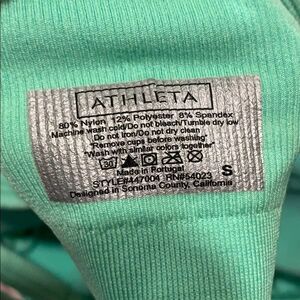 ATHLETA
80% Nylon 12% Polyester 8% Spandex
Machine wash cold/Do not bleach/Tumble dry low
Do not Iron/Do not dry clean
"Remove cups before washing"
"Wash with similar colors together"
30
Made in Portugal
STYLE#447004 RN#54023
Designed in Sonoma County, California
S